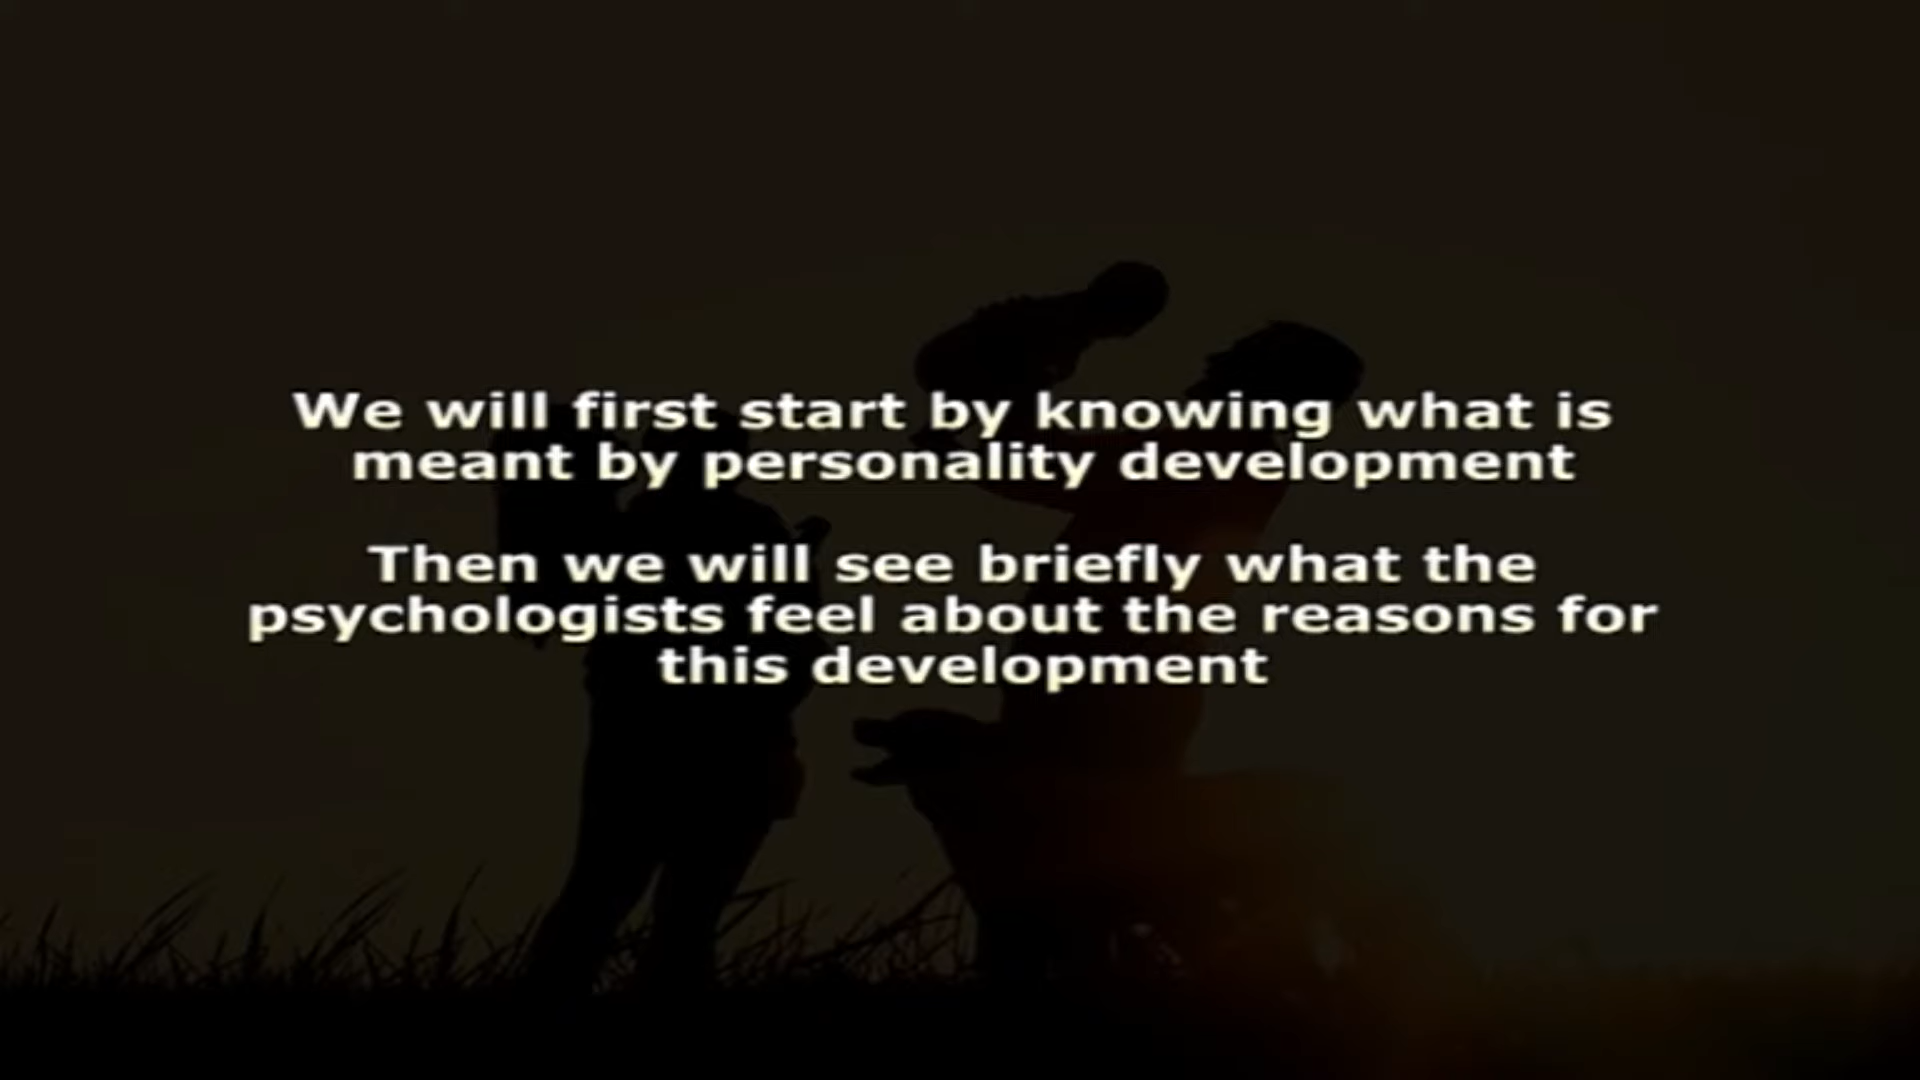 We will first start by knowing what is
meant by personality development
Then we will see briefly what the
psychologists feel about the reasons for
this development